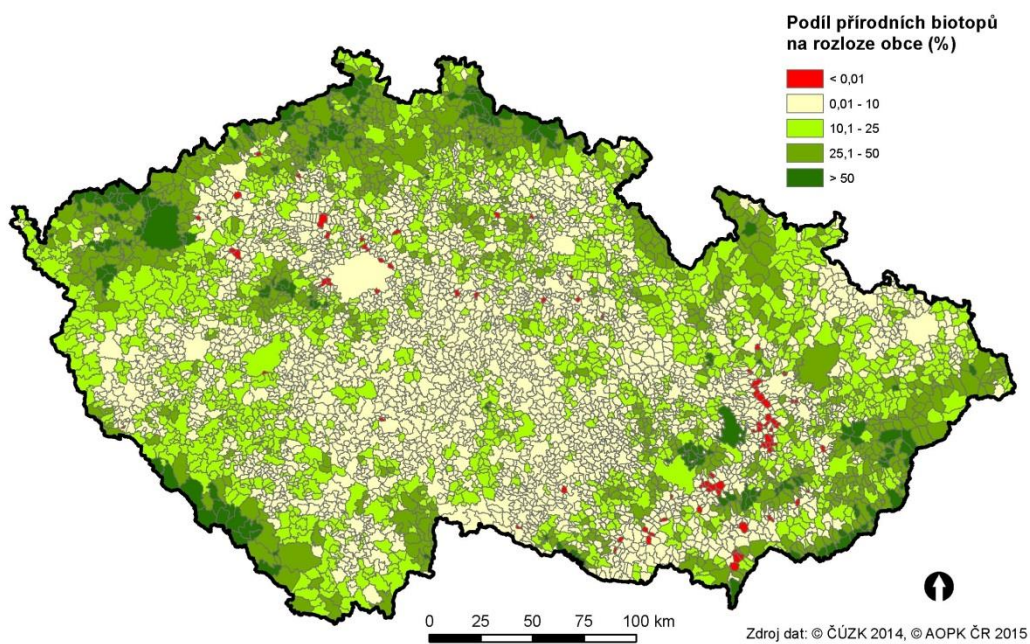 Podíl přírodních biotopů
na rozloze obce (%)
< 0,01
0,01 - 10
10,1 - 25
25,1 - 50
> 50
0 25 50 75 100 km
Zdroj dat: © ČÚZK 2014, © AOPK ČR 2015